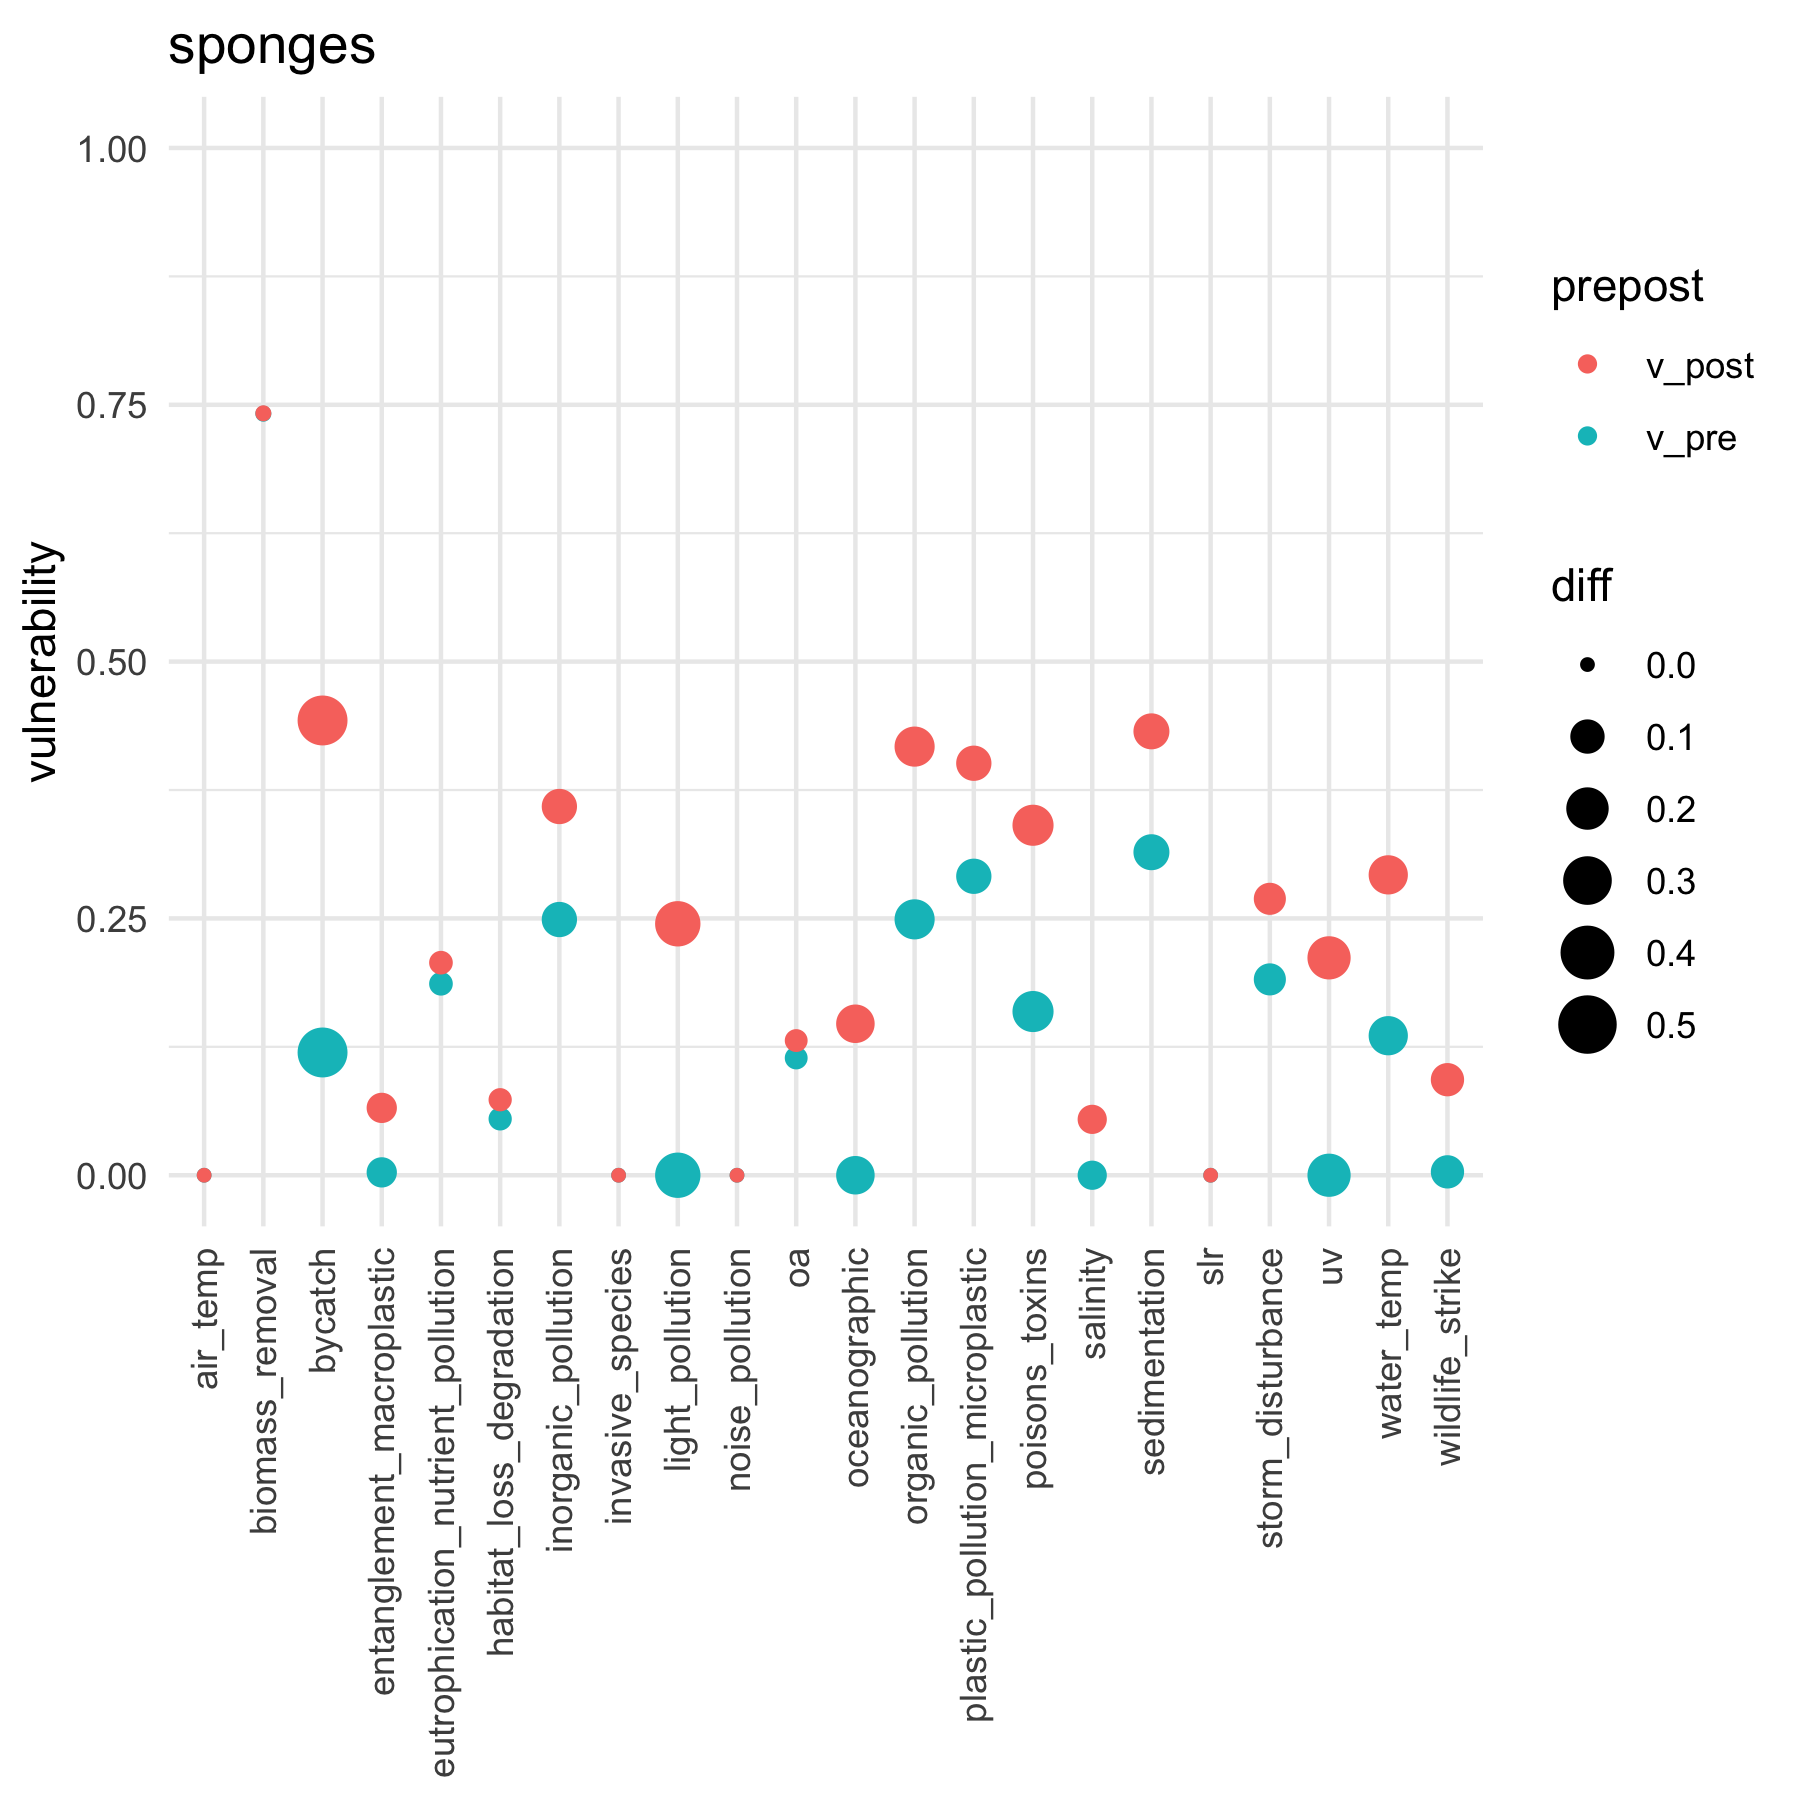 sponges
1.00
0.75
0.50
0.25
0.00
vulnerability
air_temp
biomass_removal
bycatch
entanglement_macroplastic
eutrophication_nutrient_pollution
habitat_loss_degradation
inorganic_pollution
invasive_species
light_pollution
noise_pollution
oa
oceanographic
organic_pollution
plastic_pollution_microplastic
poisons_toxins
salinity
sedimentation
slr
storm_disturbance
uv
water_temp
wildlife_strike
prepost
v_post
v_pre
diff
0.0
0.1
0.2
0.3
0.4
0.5